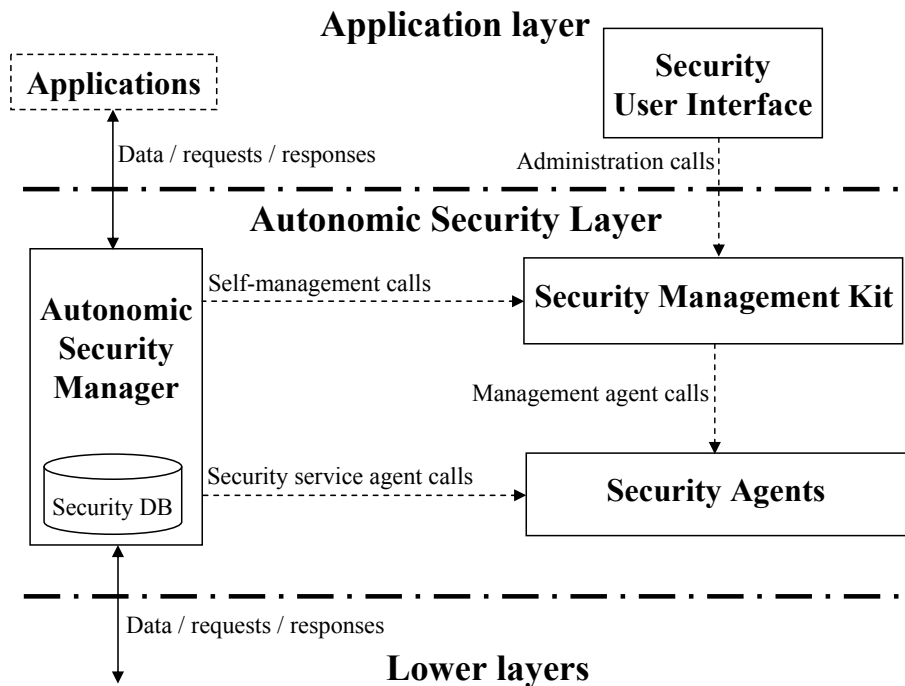 Application layer
Applications
Security
User Interface
Data / requests / responses
Administration calls
Autonomic Security Layer
Autonomic
Security
Manager
Self-management calls
Security Management Kit
Management agent calls
Security DB
Security service agent calls
Security Agents
Data / requests / responses
Lower layers